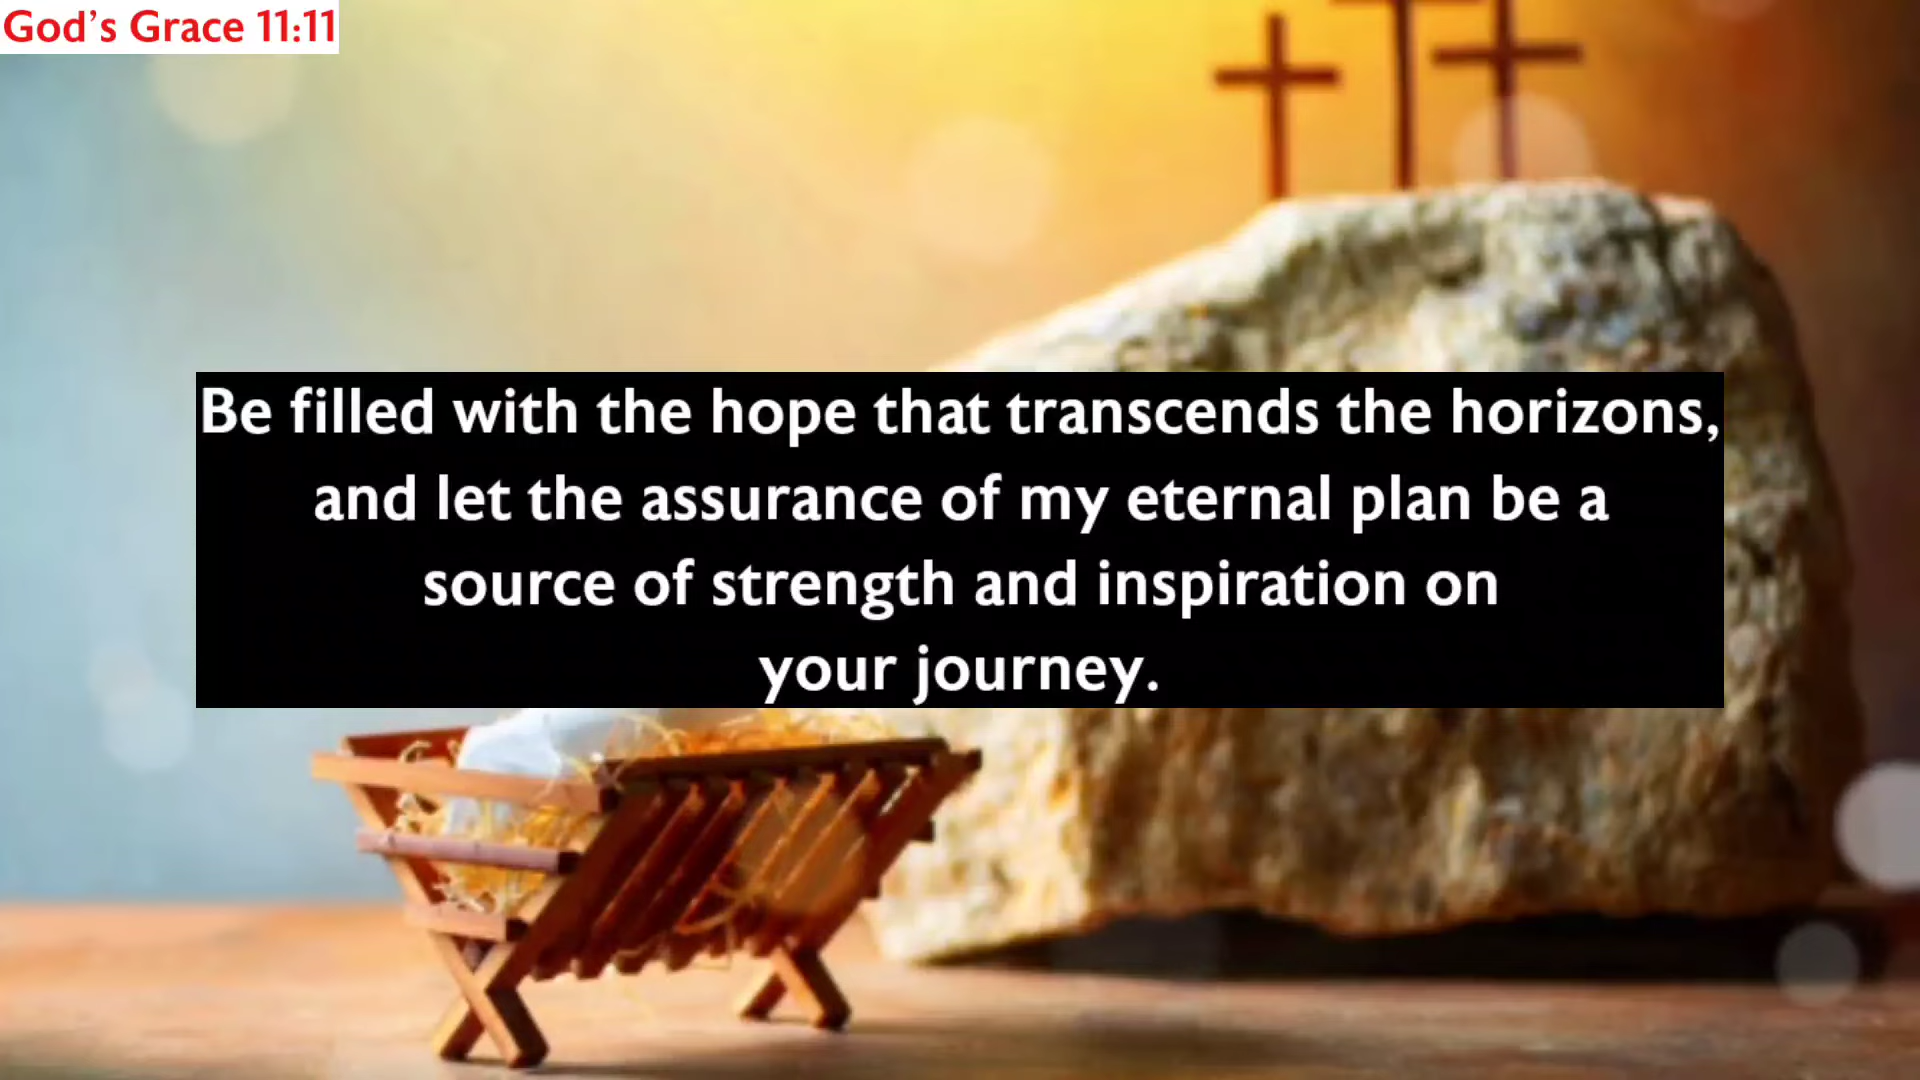 God's Grace 11:11
Be filled with the hope that transcends the horizons,
and let the assurance of my eternal plan be a
source of strength and inspiration on
your journey.